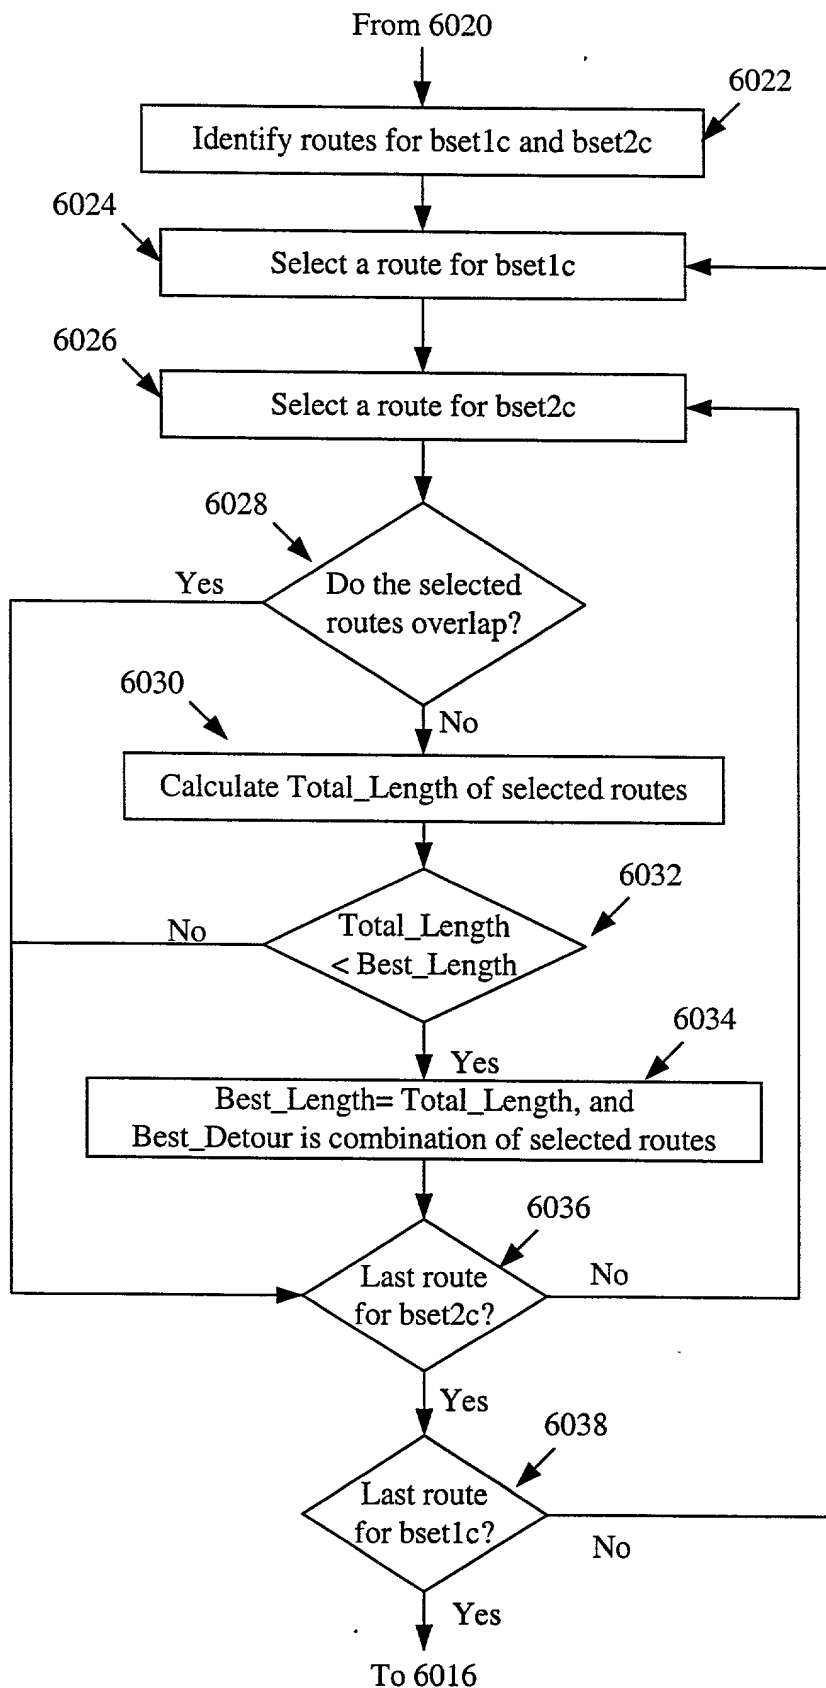 From 6020
6022
Identify routes for bset1c and bset2c
6024
Select a route for bset1c
6026
Select a route for bset2c
6028
Yes
Do the selected
routes overlap?
6030
No
Calculate Total_Length of selected routes
6032
No
Total_Length
< Best_Length
6034
Yes
Best_Length= Total_Length, and
Best_Detour is combination of selected routes
6036
Last route
for bset2c?
No
Yes
6038
Last route
for bset1c?
No
Yes
To 6016